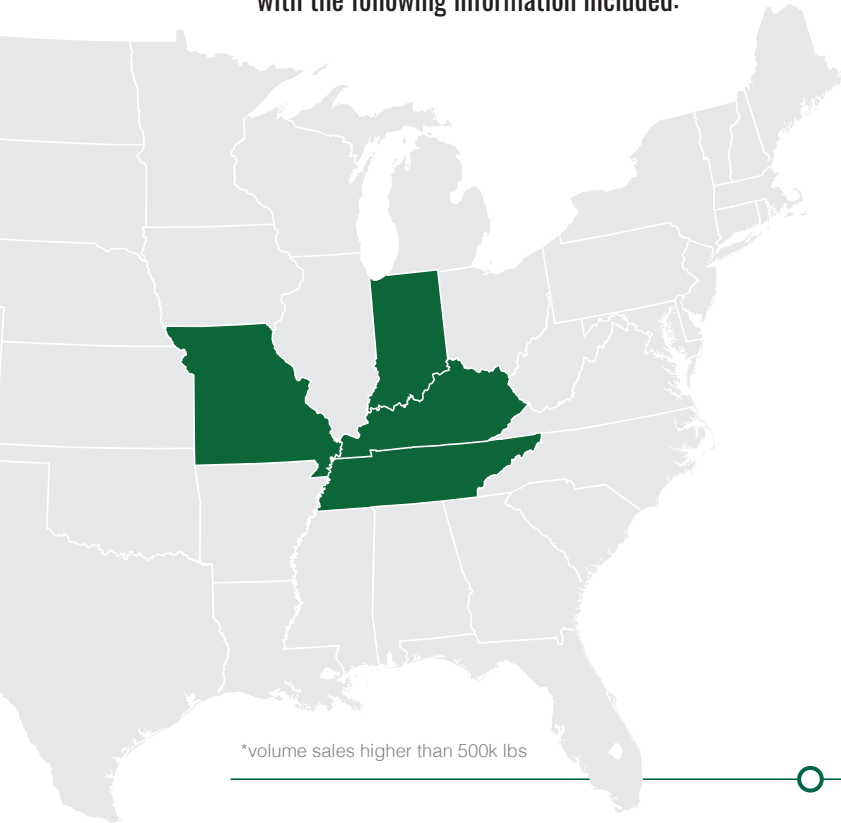 with the following information included:
*volume sales higher than 500k lbs